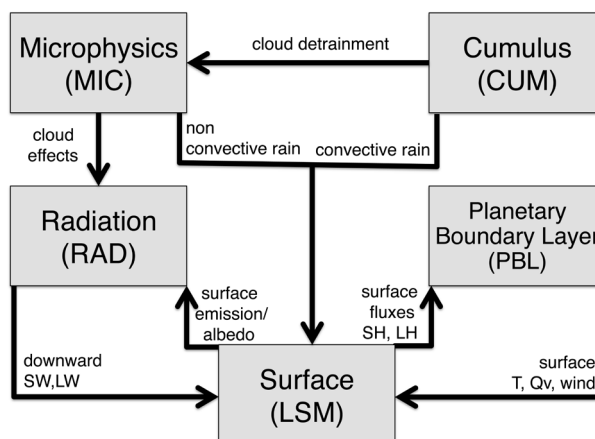 Microphysics
(MIC)
cloud detrainment
Cumulus
(CUM)
cloud
effects
non
convective rain
convective rain
Radiation
(RAD)
Planetary
Boundary Layer
(PBL)
surface
emission/
albedo
surface
fluxes
SH, LH
downward
SW,LW
Surface
(LSM)
surface
T, Qv, wind